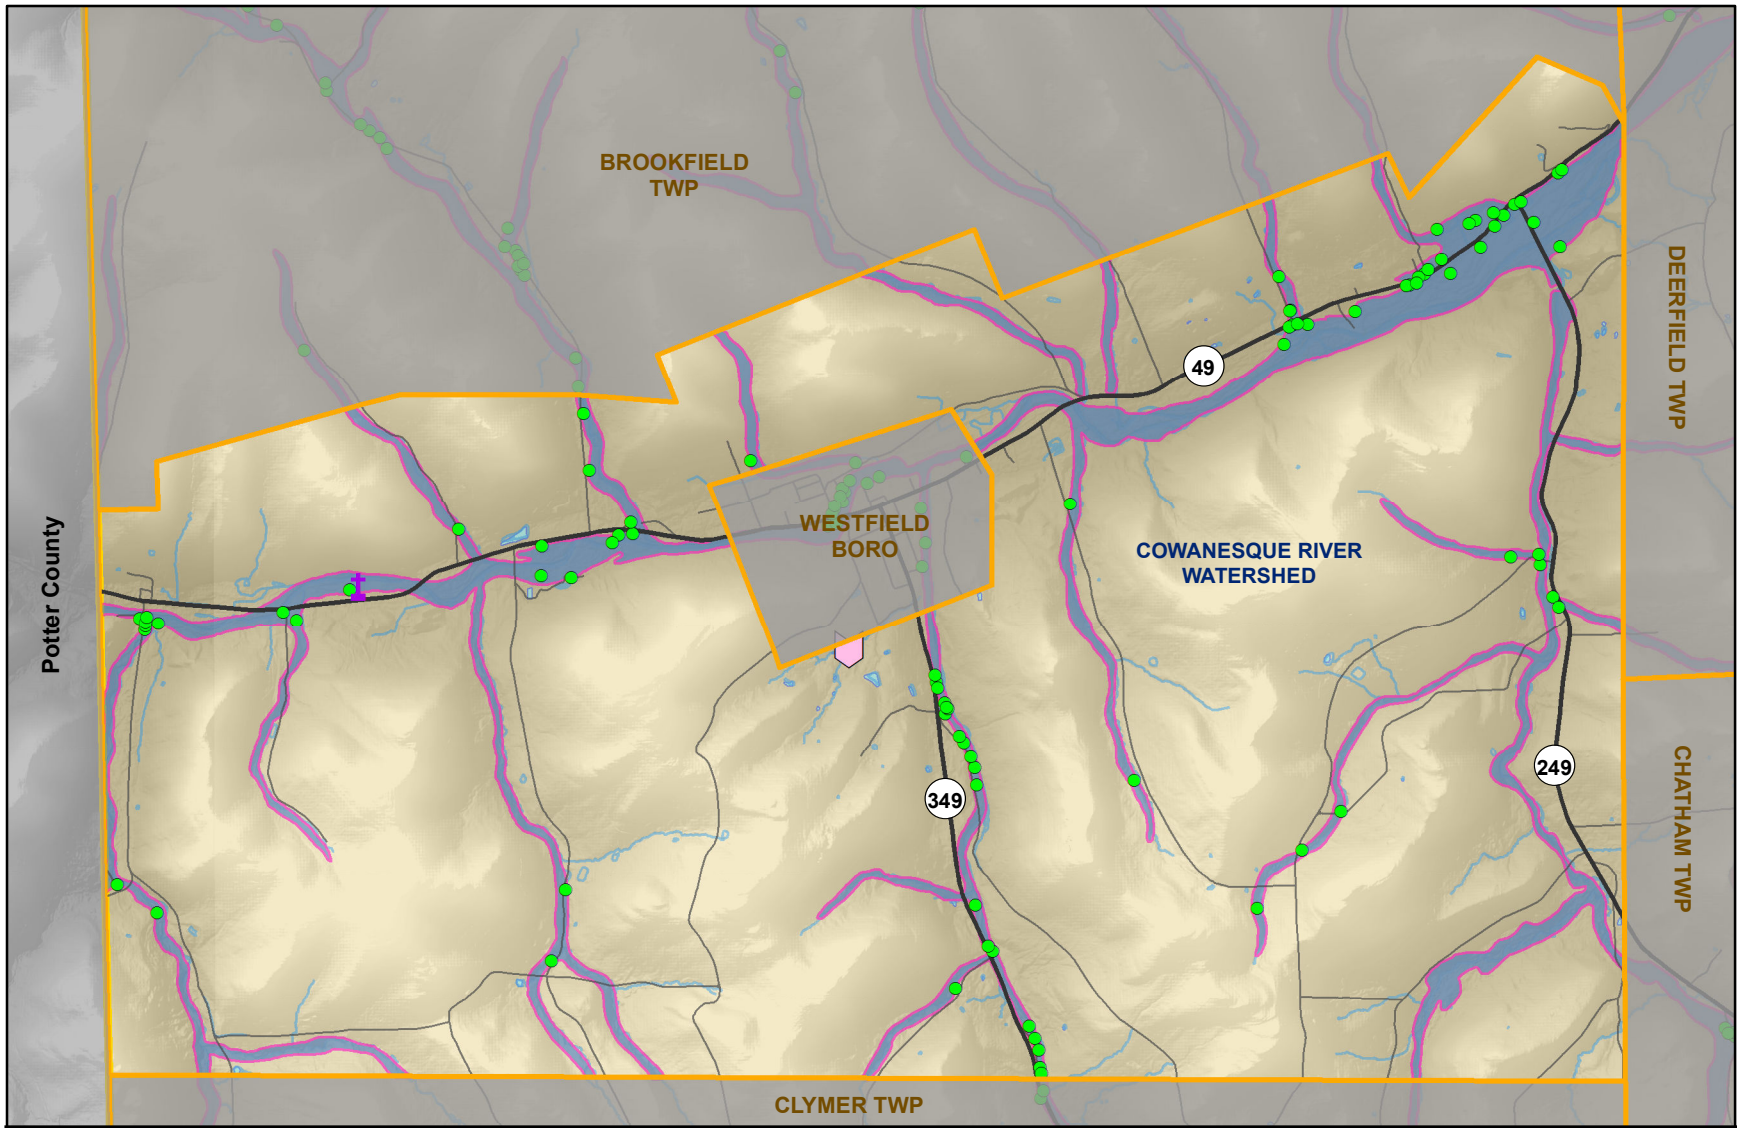 BROOKFIELD
TWP
DEERFIELD TWP
49
WESTFIELD
BORO
COWANESQUE RIVER
WATERSHED
Potter County
349
249
CHATHAM TWP
CLYMER TWP